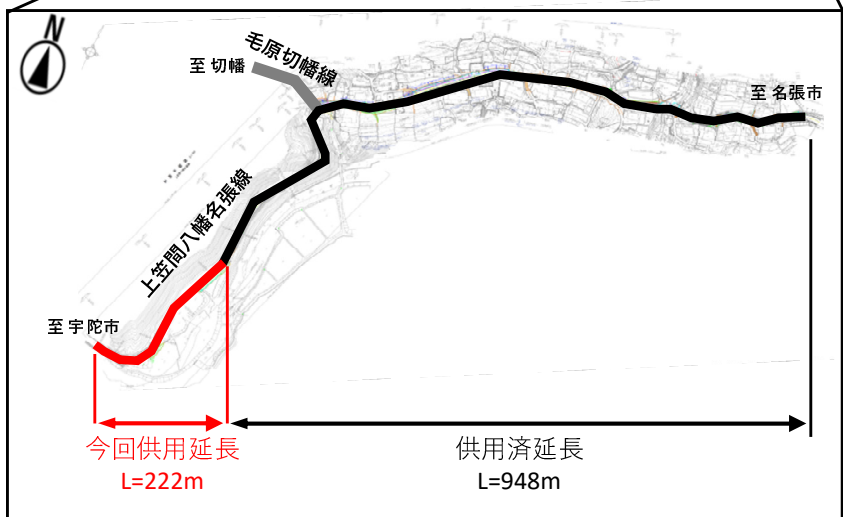 N
毛原切幡線
至 切幡
至 名張市
上笠間八幡名張線
至 宇陀市
今回供用延長
L=222m
供用済延長
L=948m